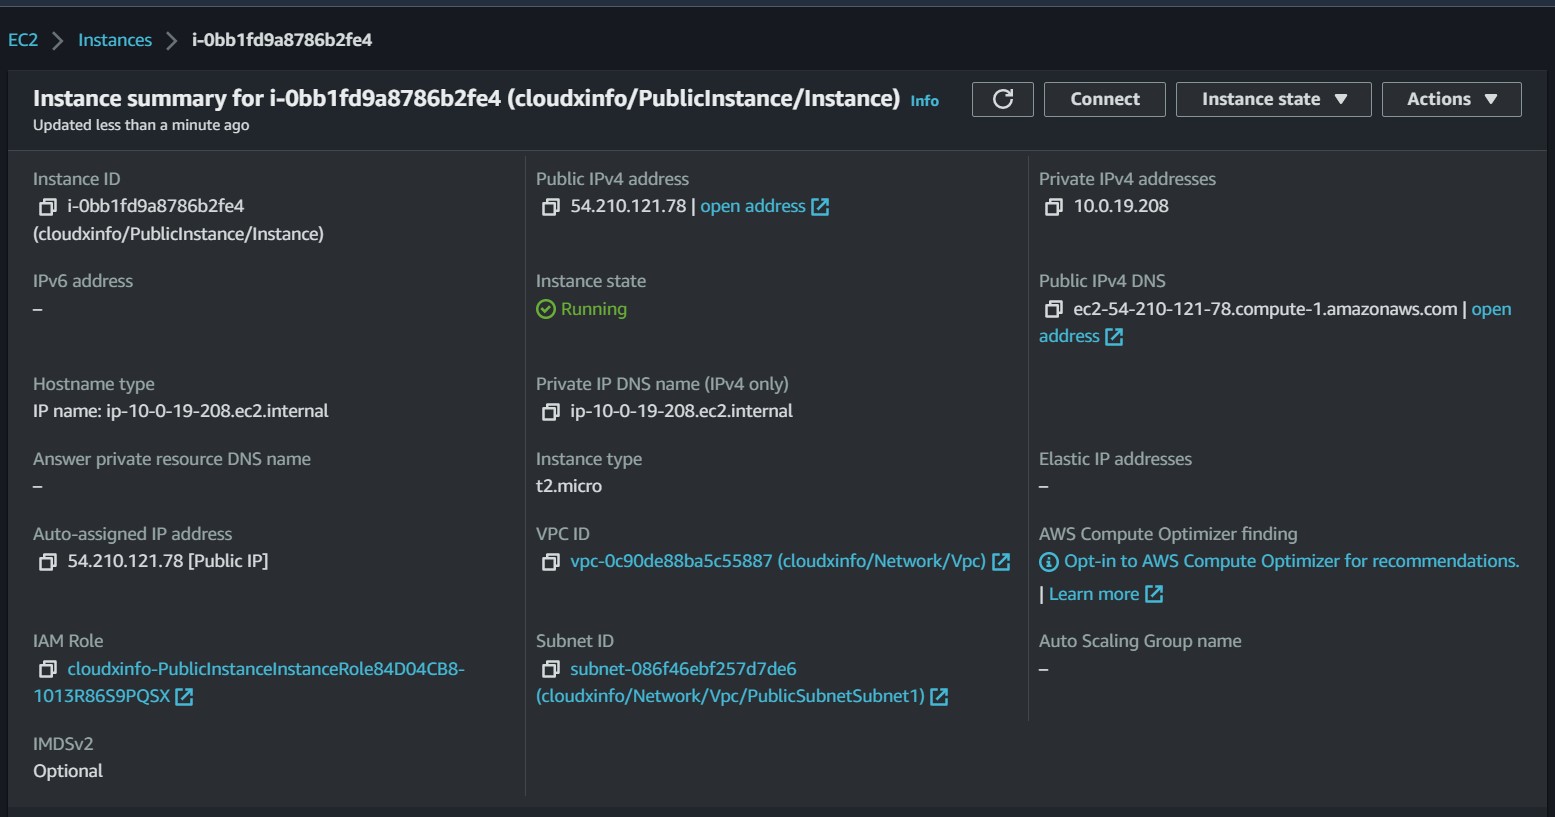 EC2 > Instances > i-0bb1fd9a8786b2fe4
Instance summary for i-0bb1fd9a8786b2fe4 (cloudxinfo/PublicInstance/Instance) Info
Connect
Instance state
Actions
Updated less than a minute ago
Instance ID
i-0bb1fd9a8786b2fe4
(cloudxinfo/PublicInstance/Instance)
Public IPv4 address
54.210.121.78 | open address
Private IPv4 addresses
10.0.19.208
IPv6 address
–
Instance state
Running
Public IPv4 DNS
ec2-54-210-121-78.compute-1.amazonaws.com | open
address
Hostname type
IP name: ip-10-0-19-208.ec2.internal
Private IP DNS name (IPv4 only)
ip-10-0-19-208.ec2.internal
Answer private resource DNS name
–
Instance type
t2.micro
Elastic IP addresses
–
Auto-assigned IP address
54.210.121.78 [Public IP]
VPC ID
vpc-0c90de88ba5c55887 (cloudxinfo/Network/Vpc)
AWS Compute Optimizer finding
Opt-in to AWS Compute Optimizer for recommendations.
| Learn more
IAM Role
cloudxinfo-PublicInstanceInstanceRole84D04CB8-
1013R86S9PQSX
Subnet ID
subnet-086f46ebf257d7de6
(cloudxinfo/Network/Vpc/PublicSubnetSubnet1)
Auto Scaling Group name
–
IMDSv2
Optional